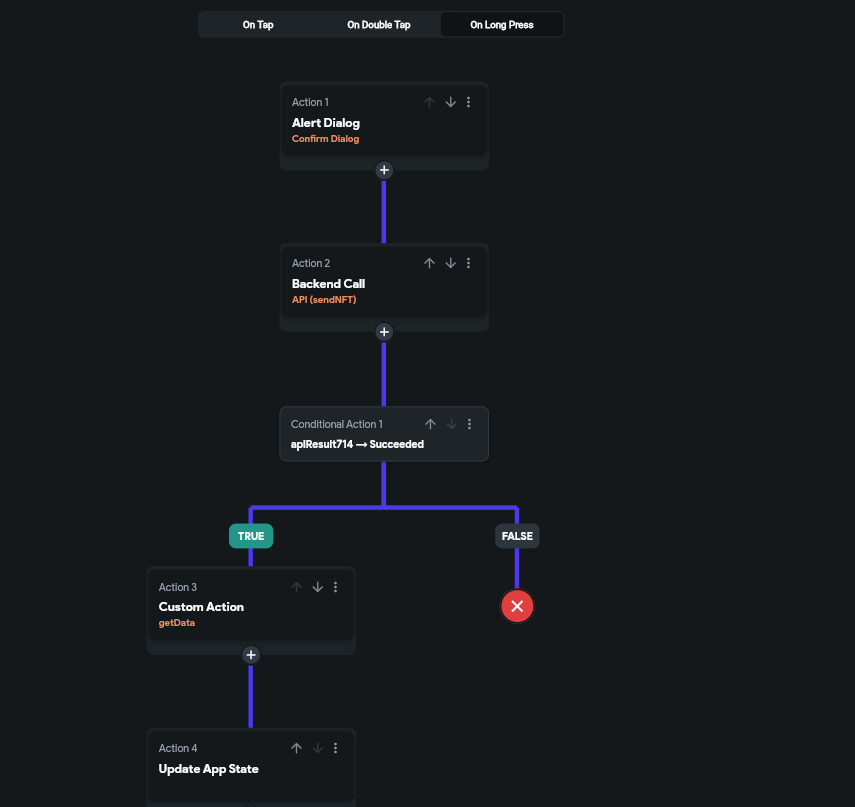 On Tap
On Double Tap
On Long Press
Action 1
Alert Dialog
Confirm Dialog
Action 2
Backend Call
API (sendNFT)
Conditional Action 1
apiResult714 → Succeeded
TRUE
FALSE
Action 3
Custom Action
getData
Action 4
Update App State